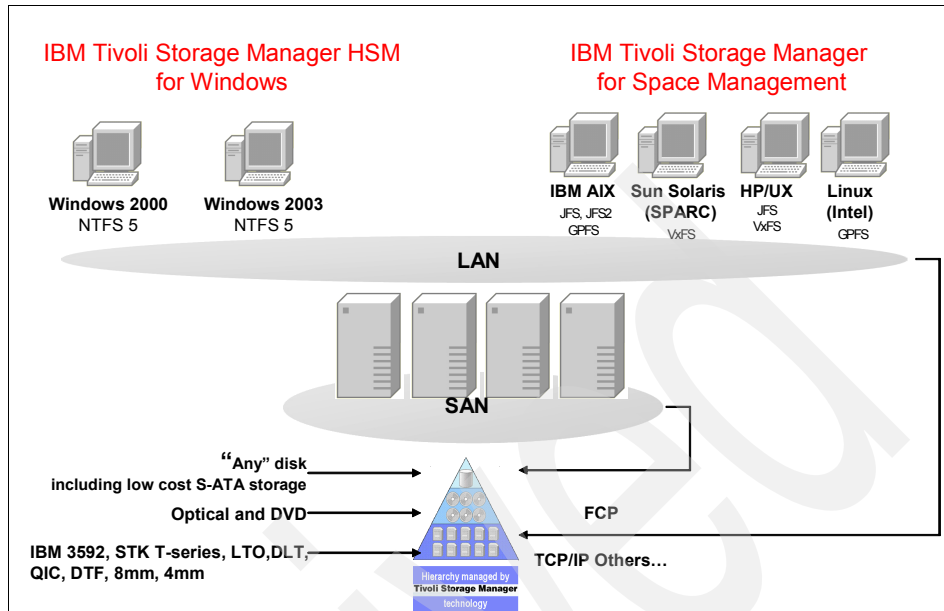 IBM Tivoli Storage Manager HSM
for Windows
IBM Tivoli Storage Manager
for Space Management
Windows 2000
NTFS 5
Windows 2003
NTFS 5
IBM AIX
JFS, JFS2
GPFS
Sun Solaris
(SPARC)
VxFS
HP/UX
JFS
VxFS
Linux
(Intel)
GPFS
LAN
SAN
“Any” disk
including low cost S-ATA storage
Optical and DVD
IBM 3592, STK T-series, LTO,DLT,
QIC, DTF, 8mm, 4mm
FCP
TCP/IP Others…
Hierarchy managed by
Tivoli Storage Manager
technology